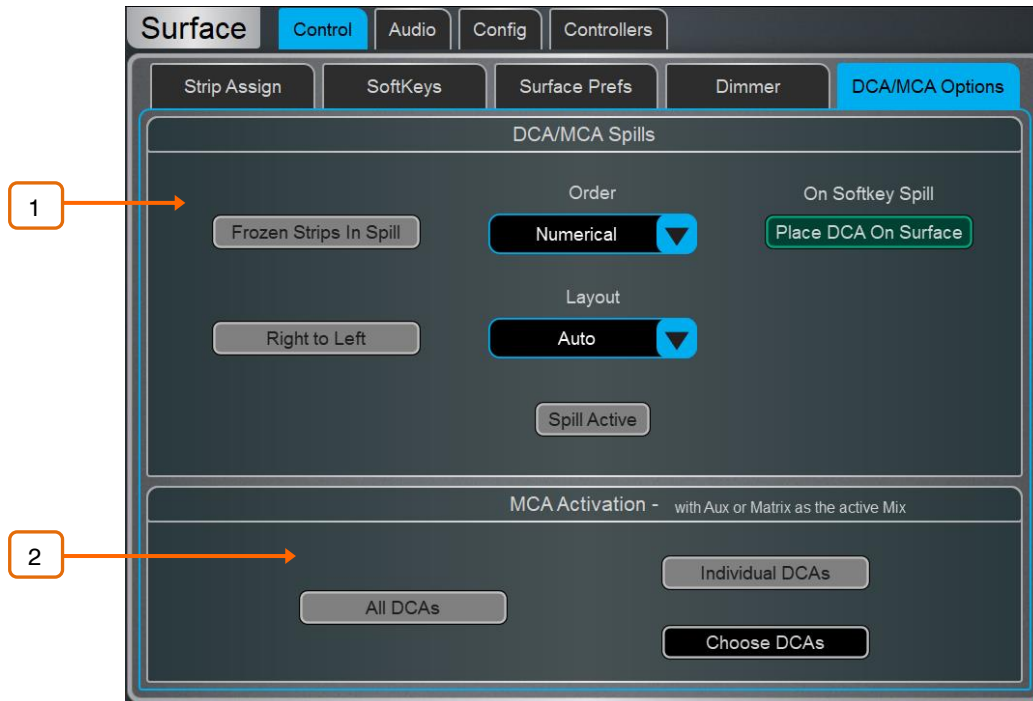 Surface Control Audio Config Controllers
Strip Assign SoftKeys Surface Prefs Dimmer DCA/MCA Options
DCA/MCA Spills
1
Order On Softkey Spill
Frozen Strips In Spill Numerical Place DCA On Surface
Layout
Right to Left Auto
Spill Active
MCA Activation - with Aux or Matrix as the active Mix
2
Individual DCAs
All DCAs
Choose DCAs